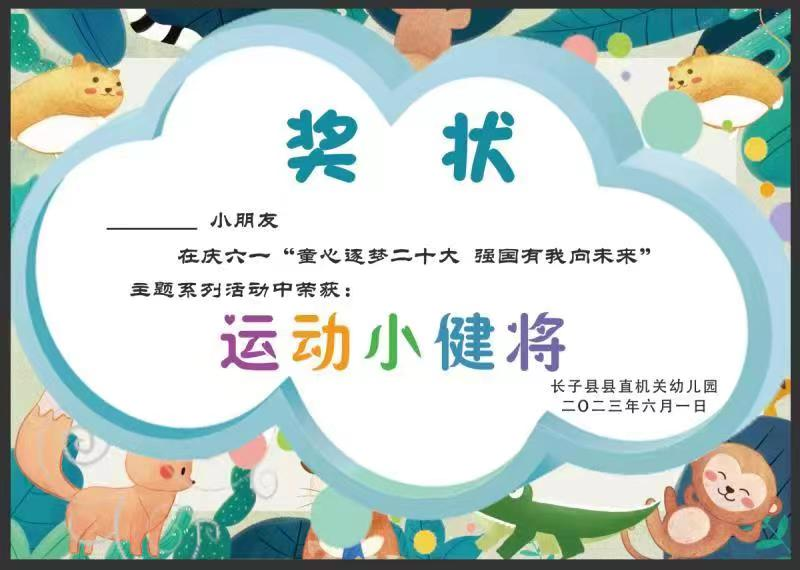 奖 状
________ 小朋友
在庆六一“童心逐梦二十大 强国有我向未来”
主题系列活动中荣获：
运动小健将
长子县县直机关幼儿园
二〇二三年六月一日